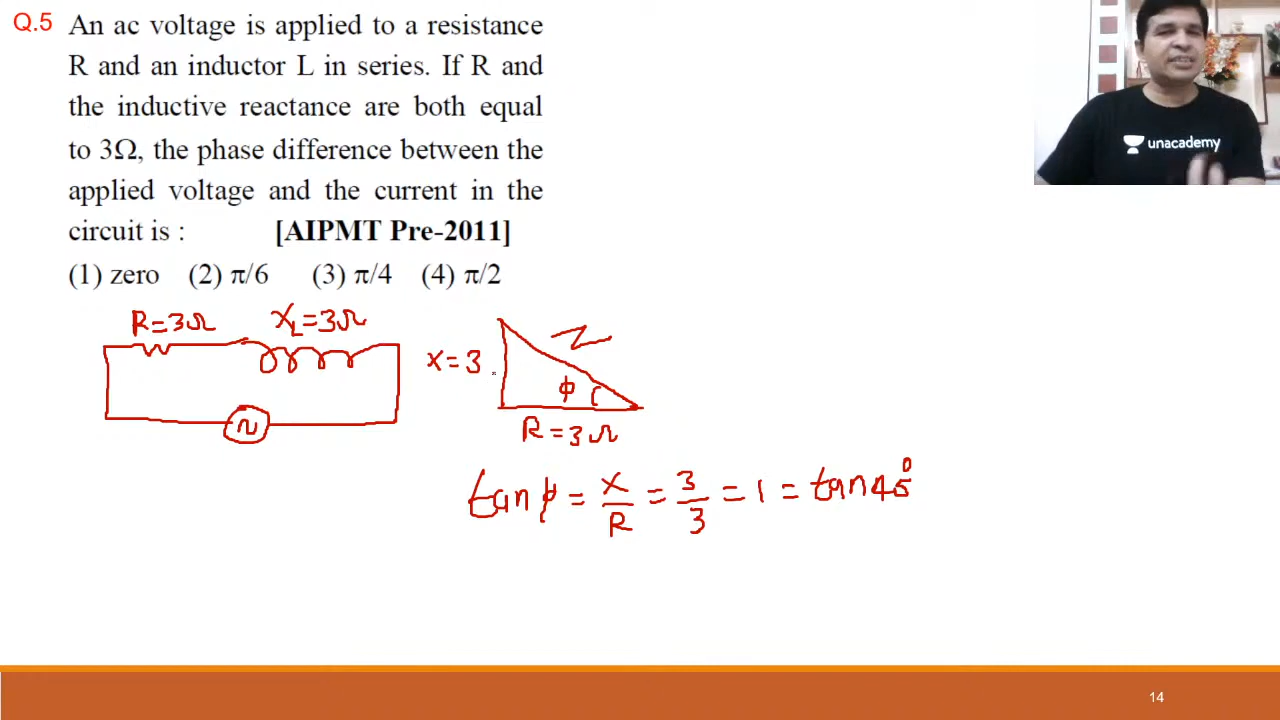 Q.5 An ac voltage is applied to a resistance
R and an inductor L in series. If R and
the inductive reactance are both equal
to 3Ω, the phase difference between the
applied voltage and the current in the
circuit is : [AIPMT Pre-2011]
(1) zero (2) π/6 (3) π/4 (4) π/2
R=3Ω X_L=3Ω
x=3
Z
ϕ
R=3Ω
tanϕ = x/R = 3/3 = 1 = tan45°
unacademy
14